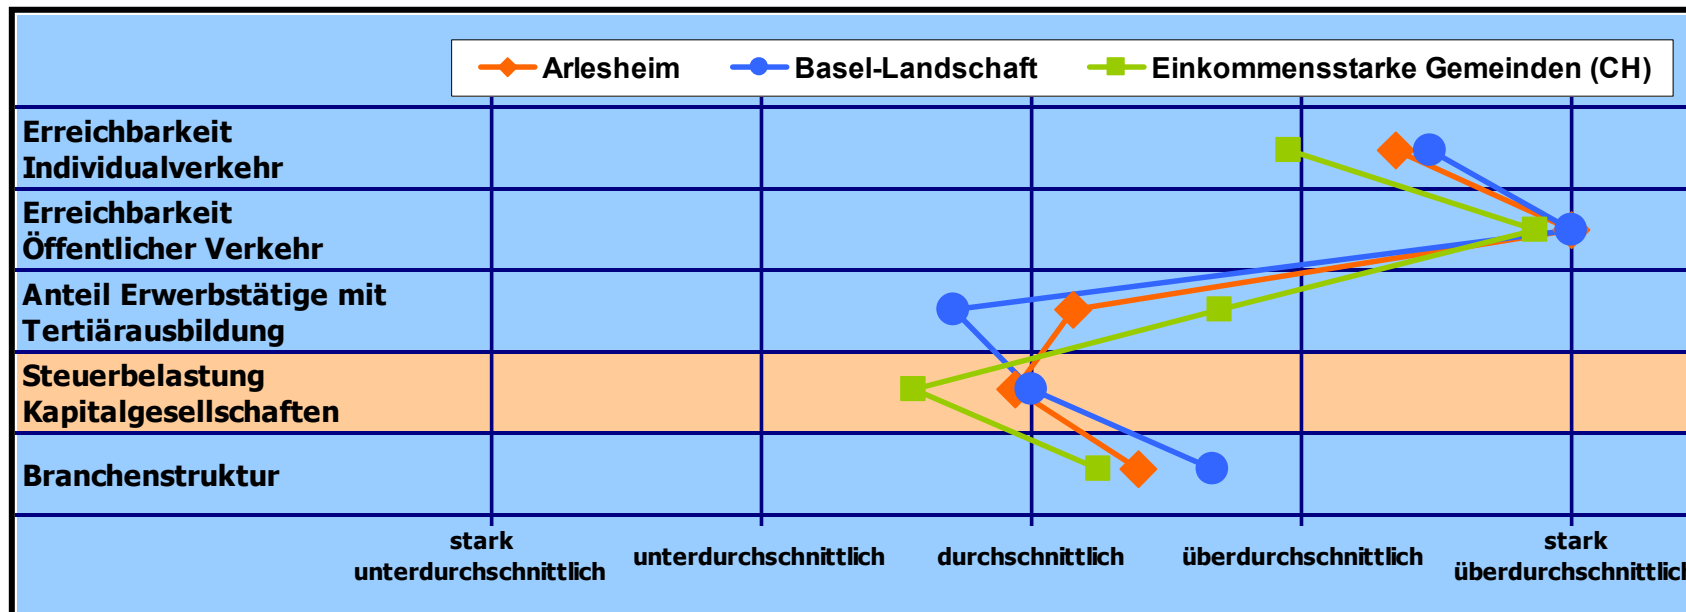 Arlesheim Basel-Landschaft Einkommensstarke Gemeinden (CH)
Erreichbarkeit
Individualverkehr
Erreichbarkeit
Öffentlicher Verkehr
Anteil Erwerbstätige mit
Tertiärausbildung
Steuerbelastung
Kapitalgesellschaften
Branchenstruktur
stark
unterdurchschnittlich
unterdurchschnittlich
durchschnittlich
überdurchschnittlich
stark
überdurchschnittlich